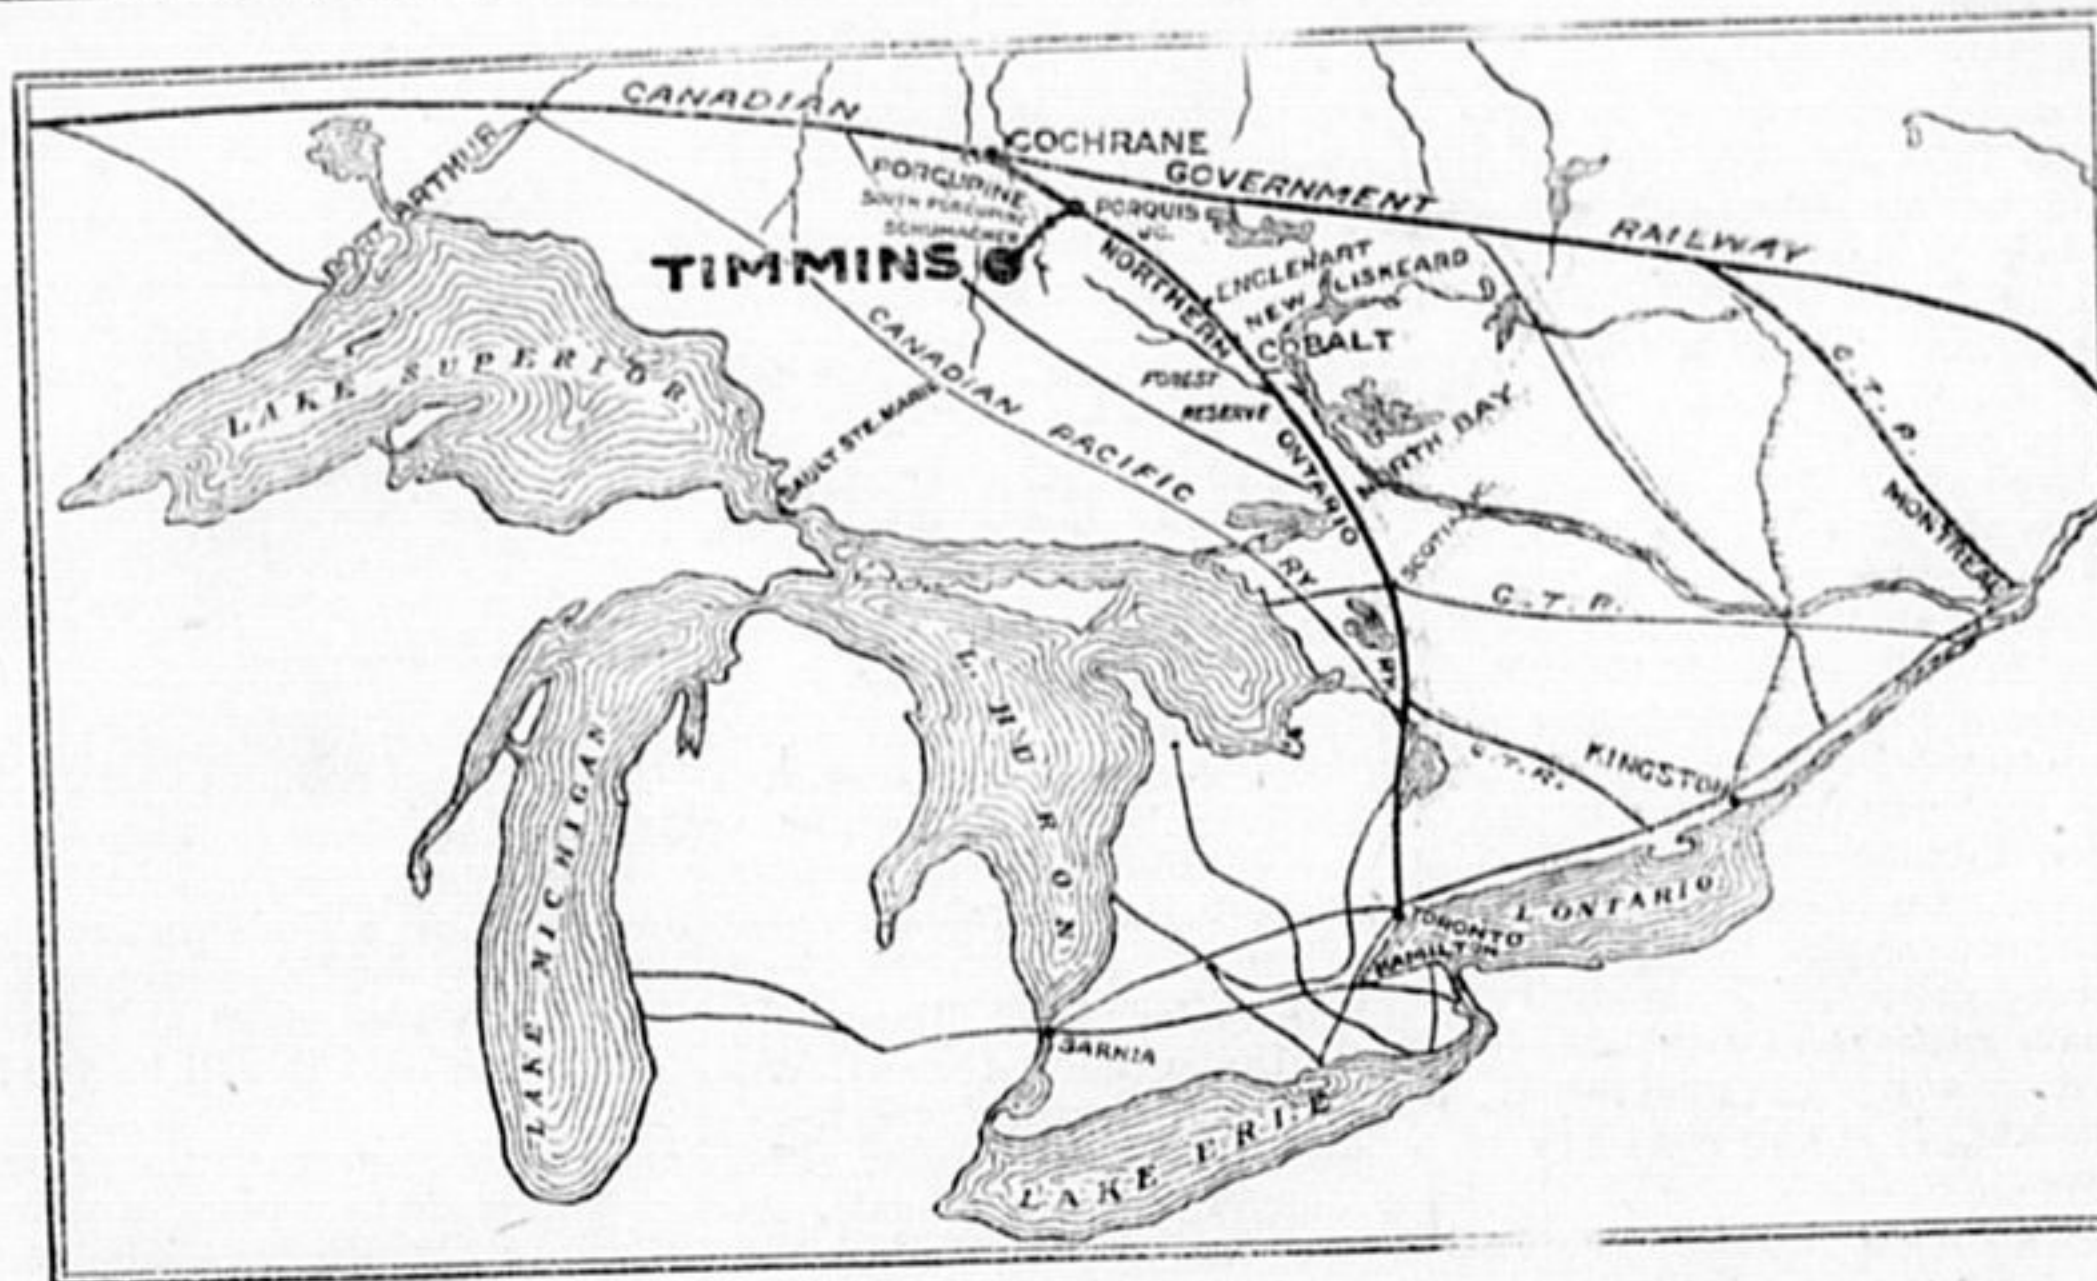 CANADIAN
COCHRANE
GOVERNMENT
RAILWAY
PORT ARTHUR
PORCUPINE
SOUTH PORCUPINE
SCHUMACHER
PORQUIS
JC.
TIMMINS
NORTHERN
ENGLEHART
NEW LISKEARD
COBALT
FOREST
RESERVE
LAKE SUPERIOR
CANADIAN PACIFIC RY
SAULT STE. MARIE
ONTARIO
RY.
NORTH BAY
SCOTIA
G. T. P.
MONTREAL
G. T. R.
L. HURON
LAKE MICHIGAN
G. T. R.
KINGSTON
TORONTO
L ONTARIO
HAMILTON
SARNIA
LAKE ERIE